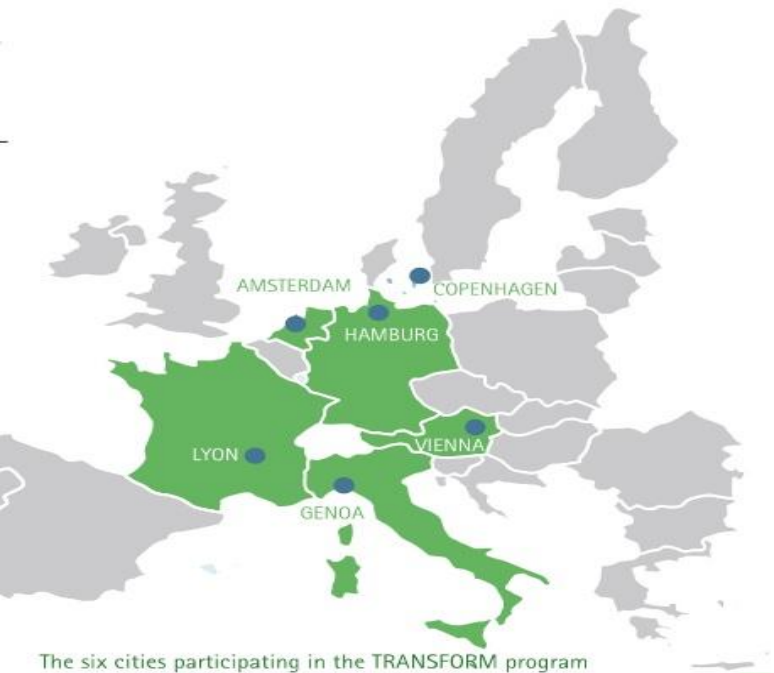 AMSTERDAM
COPENHAGEN
HAMBURG
VIENNA
LYON
GENOA
The six cities participating in the TRANSFORM program